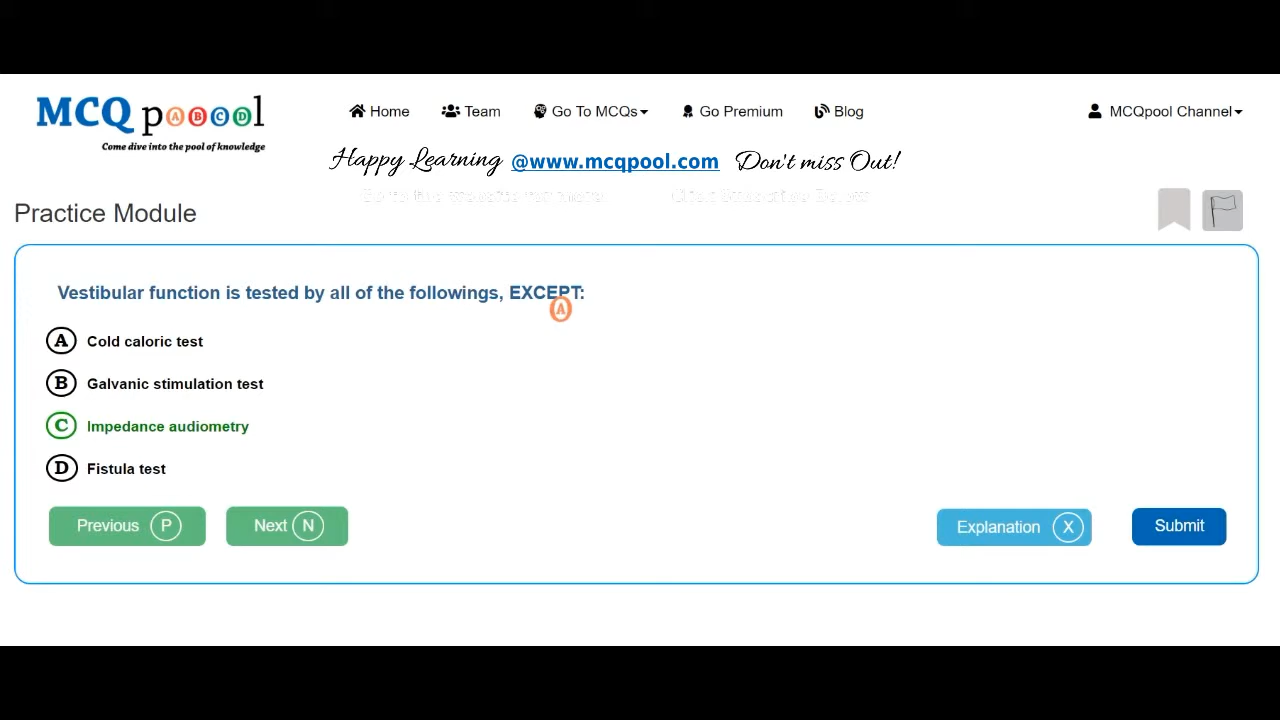 MCQ pABCDl
Come dive into the pool of knowledge
Home Team Go To MCQs Go Premium Blog MCQpool Channel
Happy Learning @www.mcqpool.com Don't miss Out!
Practice Module
Vestibular function is tested by all of the followings, EXCEPT:
A
A Cold caloric test
B Galvanic stimulation test
C Impedance audiometry
D Fistula test
Previous P Next N Explanation X Submit